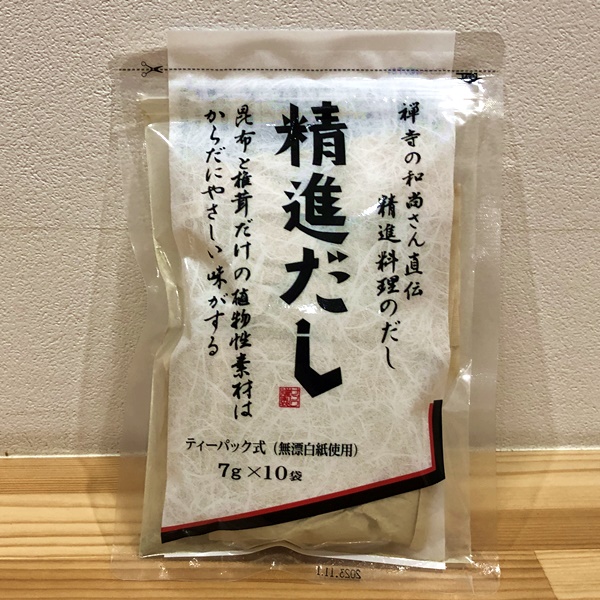 禅寺の和尚さん直伝
精進料理のだし
精進だし
昆布と椎茸だけの植物性素材は
からだにやさしい味がする
ティーパック式（無漂白紙使用）
7g×10袋